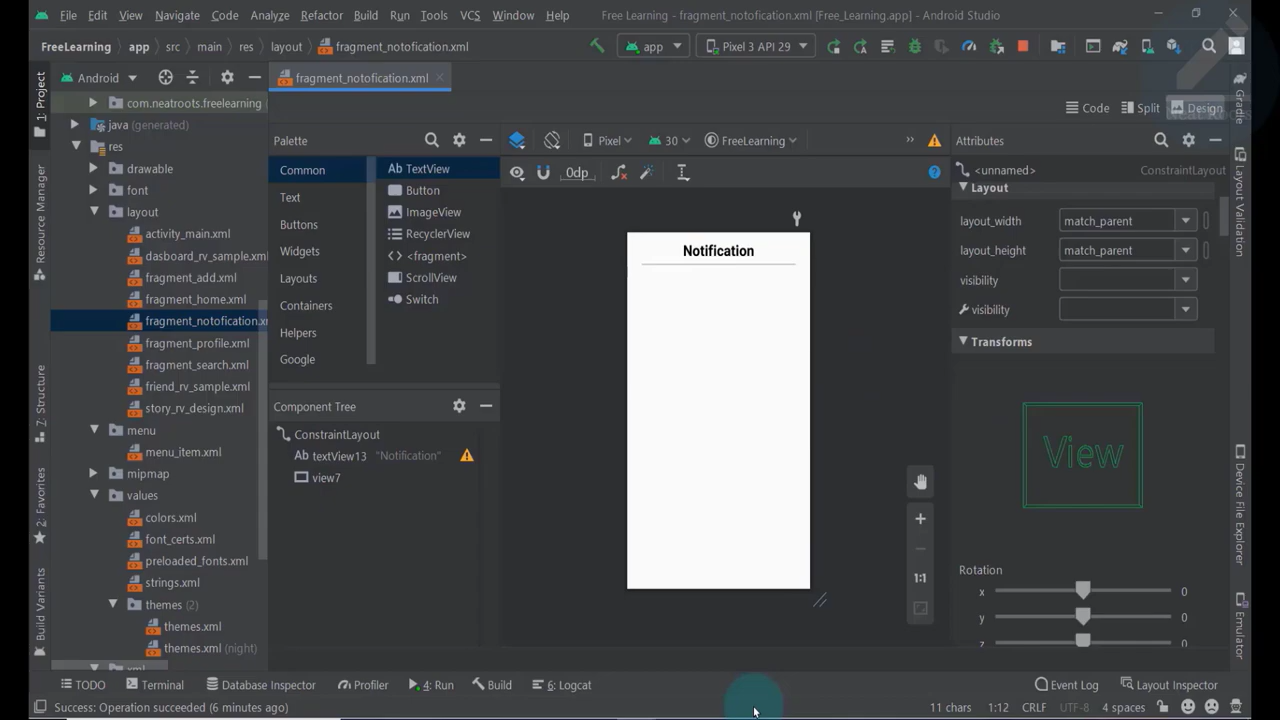 File Edit View Navigate Code Analyze Refactor Build Run Tools VCS Window Help Free Learning - fragment_notofication.xml [Free_Learning.app] - Android Studio
FreeLearning app src main res layout fragment_notofication.xml app Pixel 3 API 29
1: Project
Resource Manager
7: Structure
2: Favorites
Build Variants
Android
com.neatroots.freelearning
java (generated)
res
drawable
font
layout
activity_main.xml
dasboard_rv_sample.xml
fragment_add.xml
fragment_home.xml
fragment_notofication.x
fragment_profile.xml
fragment_search.xml
friend_rv_sample.xml
story_rv_design.xml
menu
menu_item.xml
mipmap
values
colors.xml
font_certs.xml
preloaded_fonts.xml
strings.xml
themes (2)
themes.xml
themes.xml (night)
xml
fragment_notofication.xml
Code Split Design
Palette
Common
Text
Buttons
Widgets
Layouts
Containers
Helpers
Google
Ab TextView
Button
ImageView
RecyclerView
<> <fragment>
ScrollView
Switch
Component Tree
ConstraintLayout
Ab textView13 "Notification"
view7
Pixel 30 FreeLearning
0dp
Notification
1:1
Attributes
<unnamed> ConstraintLayout
Layout
layout_width match_parent
layout_height match_parent
visibility
visibility
Transforms
View
Rotation
x 0
y 0
z 0
Gradle
Layout Validation
Device File Explorer
Emulator
TODO Terminal Database Inspector Profiler 4: Run Build 6: Logcat Event Log Layout Inspector
Success: Operation succeeded (6 minutes ago) 11 chars 1:12 CRLF UTF-8 4 spaces